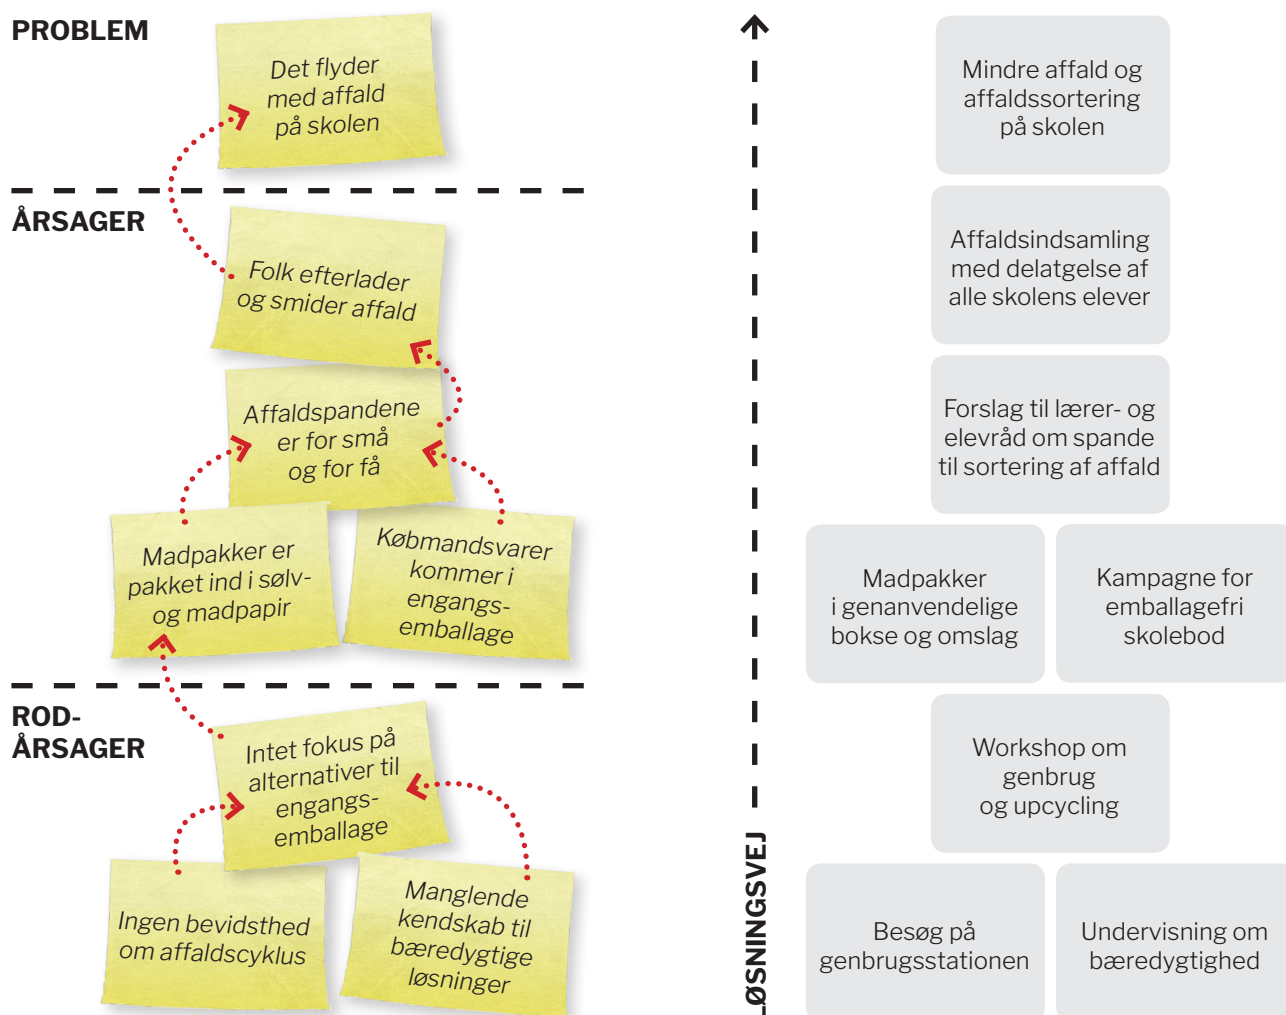 PROBLEM
Det flyder
med affald
på skolen
ÅRSAGER
Folk efterlader
og smider affald
Affaldspandene
er for små
og for få
Madpakker er
pakket ind i sølv-
og madpapir
Købmandsvarer
kommer i
engangs-
emballage
ROD-
ÅRSAGER
Intet fokus på
alternativer til
engangs-
emballage
Ingen bevidsthed
om affaldscyklus
Manglende
kendskab til
bæredygtige
løsninger
LØSNINGSVEJ
Mindre affald og
affaldssortering
på skolen
Affaldsindsamling
med delatgelse af
alle skolens elever
Forslag til lærer- og
elevråd om spande
til sortering af affald
Madpakker
i genanvendelige
bokse og omslag
Kampagne for
emballagefri
skolebod
Workshop om
genbrug
og upcycling
Besøg på
genbrugsstationen
Undervisning om
bæredygtighed